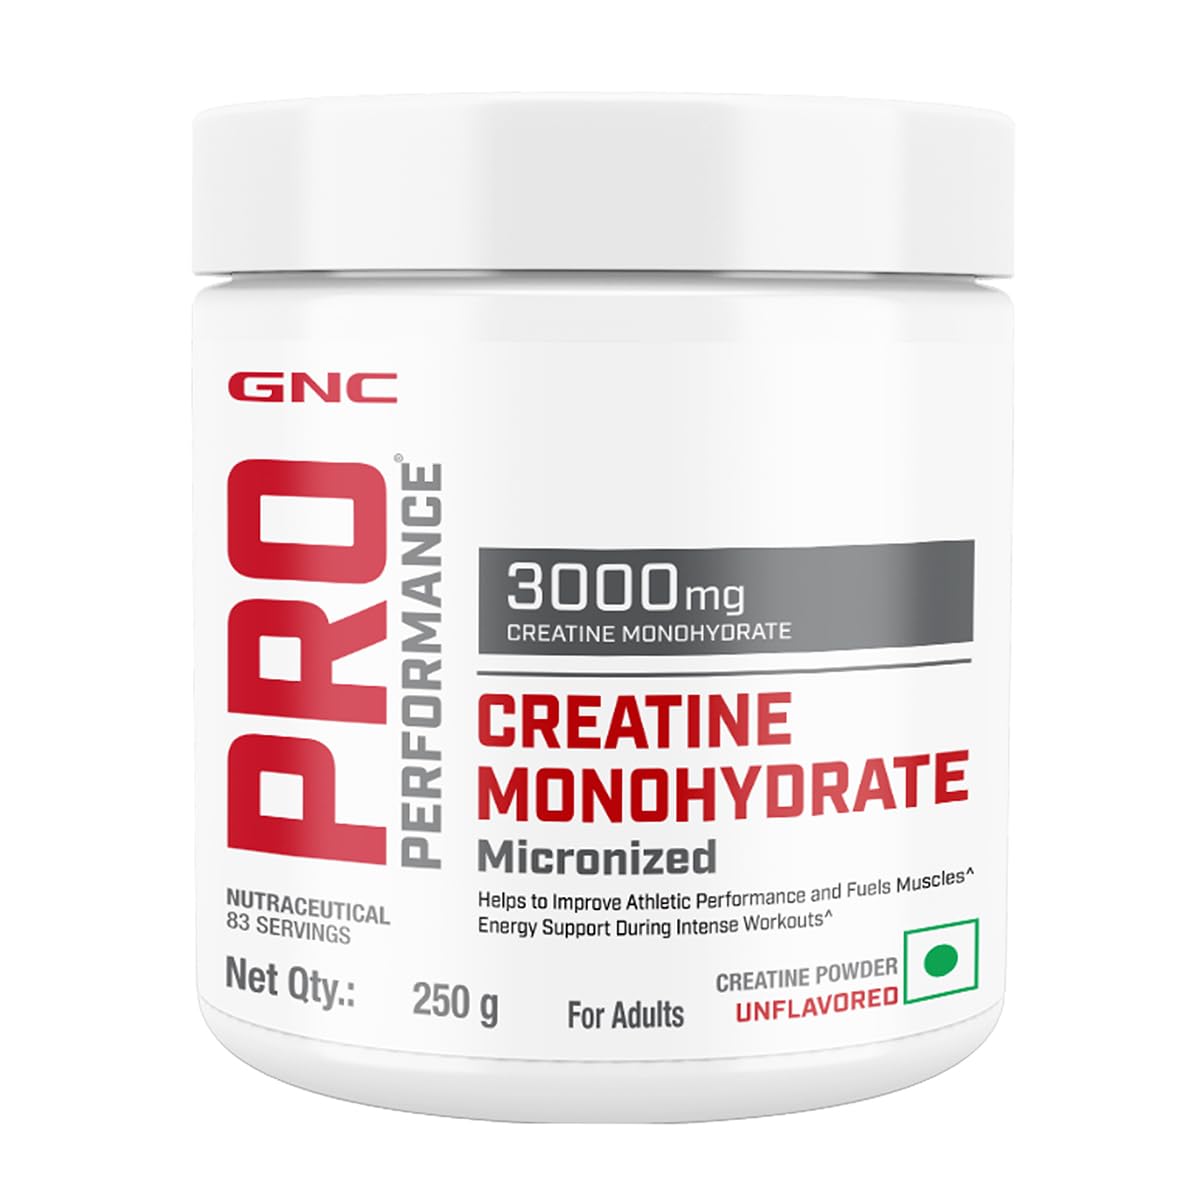 GNC
PRO
PERFORMANCE®
3000mg
CREATINE MONOHYDRATE
CREATINE
MONOHYDRATE
Micronized
Helps to Improve Athletic Performance and Fuels Muscles^
Energy Support During Intense Workouts^
NUTRACEUTICAL
83 SERVINGS
Net Qty.: 250 g
For Adults
CREATINE POWDER
UNFLAVORED